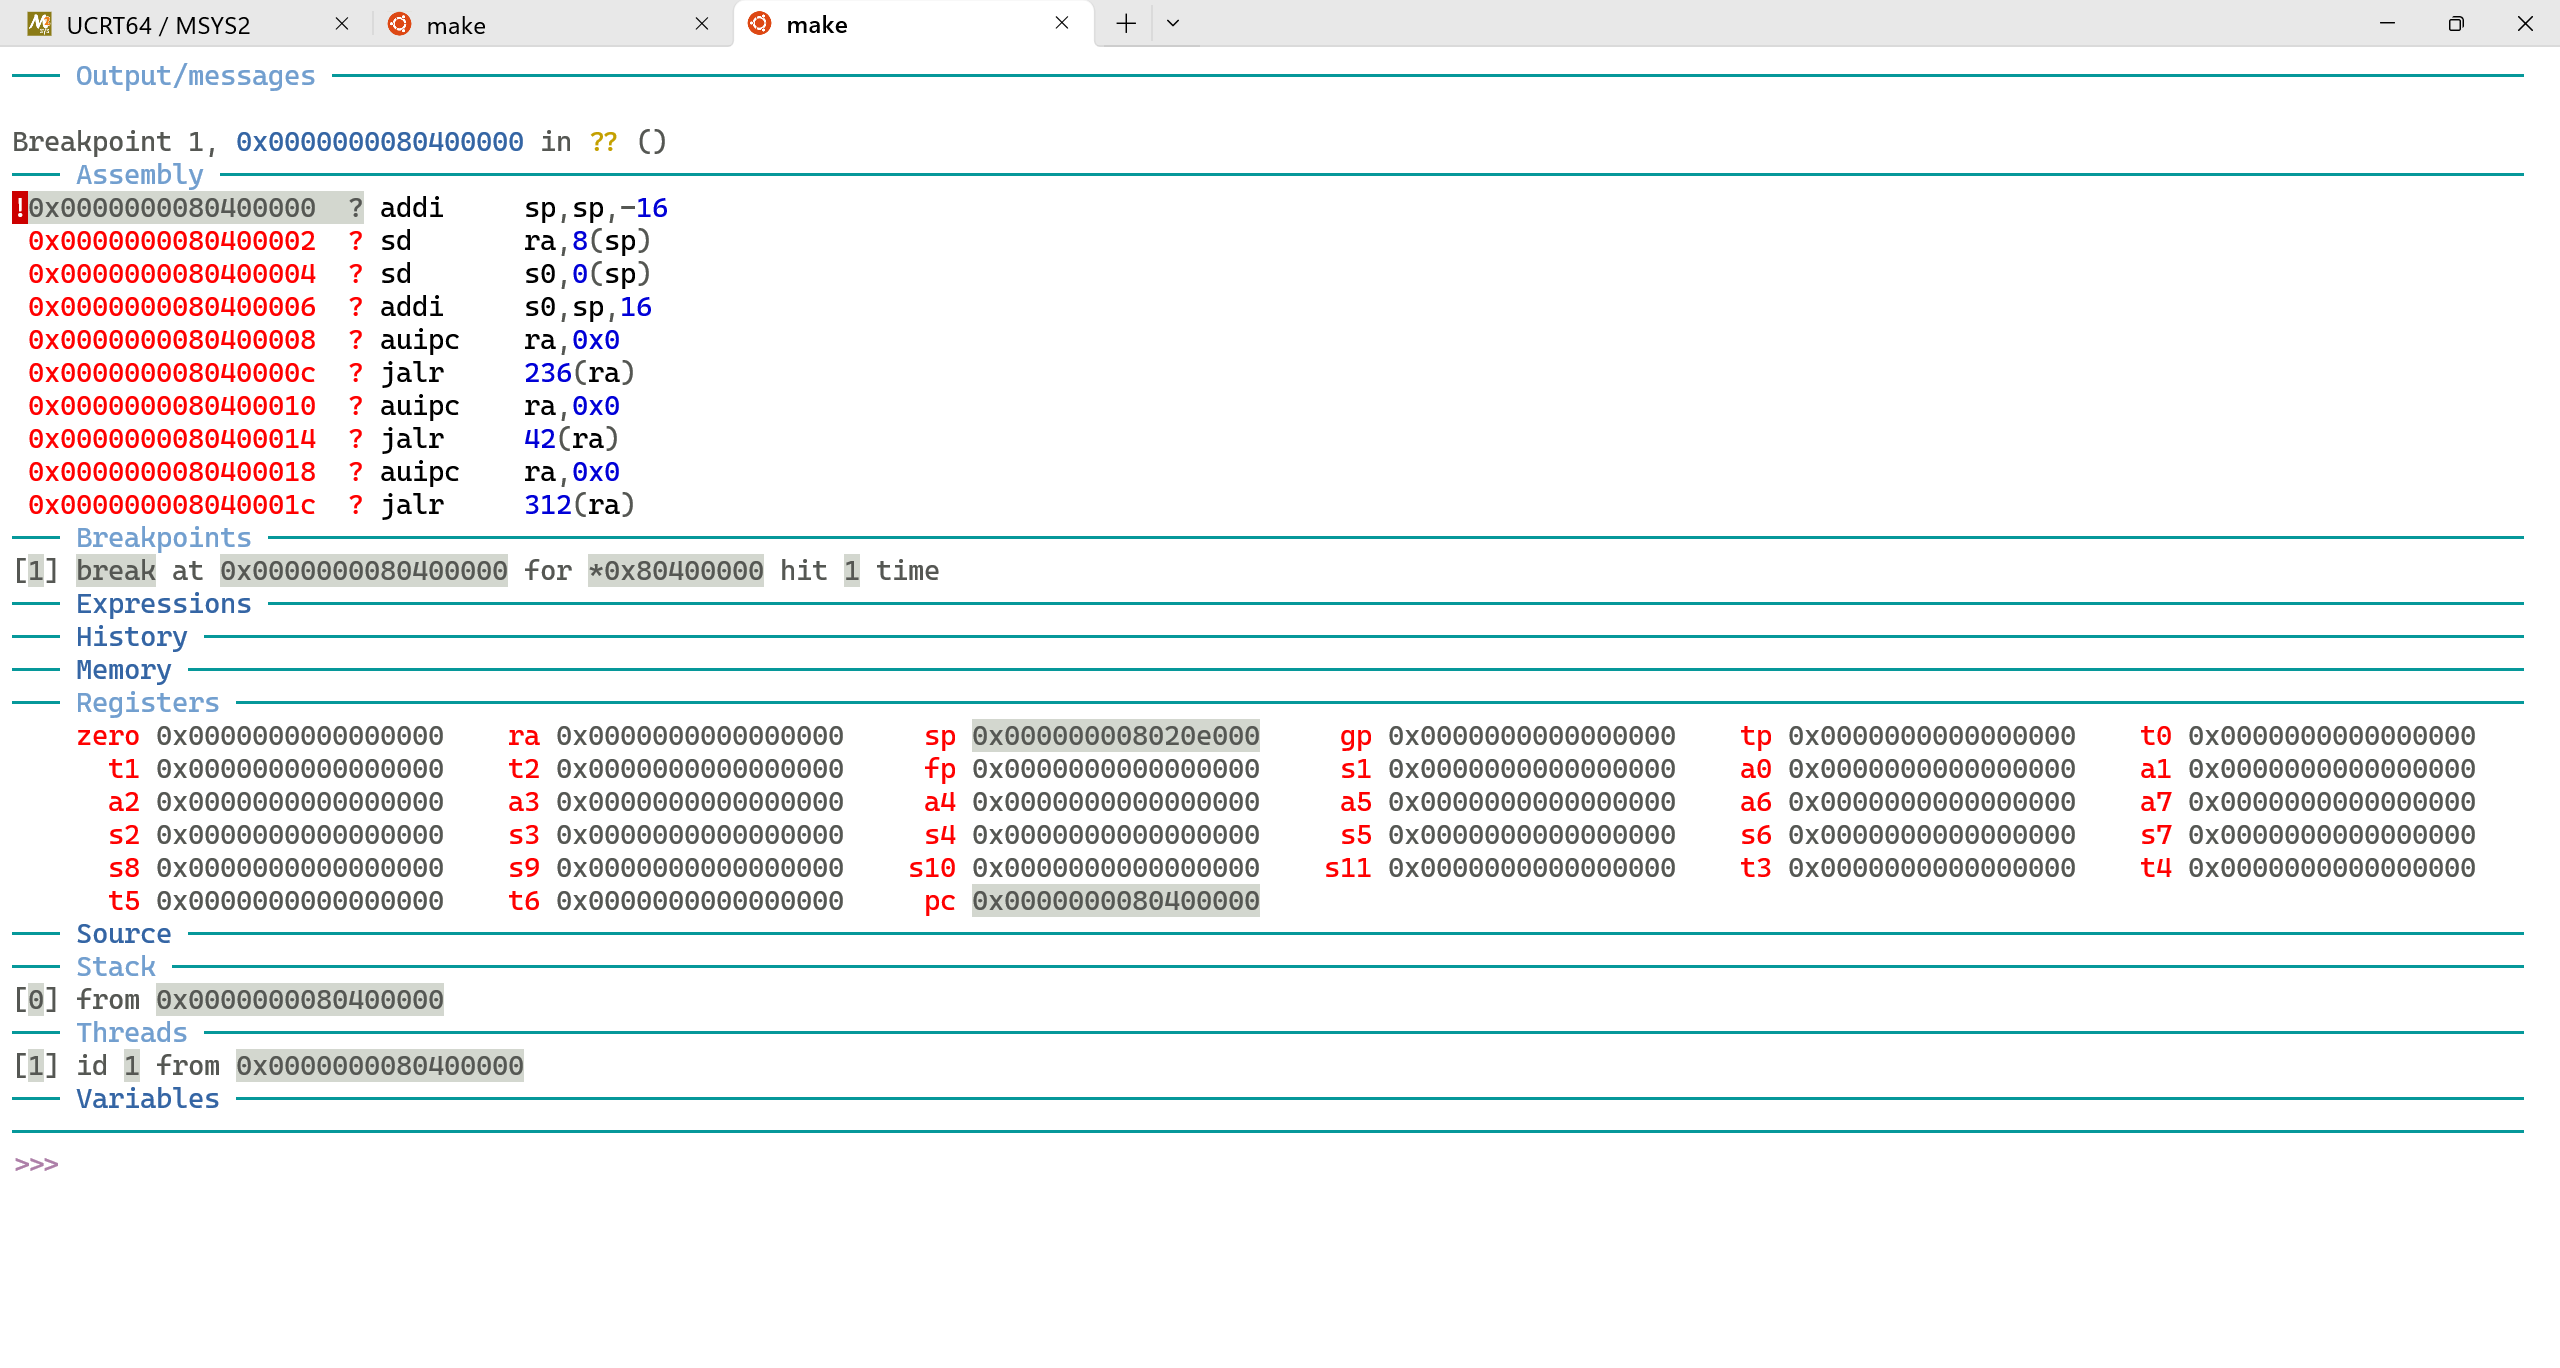 UCRT64 / MSYS2 make make
Output/messages
Breakpoint 1, 0x0000000080400000 in ?? ()
Assembly
!0x0000000080400000 ? addi sp,sp,-16
0x0000000080400002 ? sd ra,8(sp)
0x0000000080400004 ? sd s0,0(sp)
0x0000000080400006 ? addi s0,sp,16
0x0000000080400008 ? auipc ra,0x0
0x000000008040000c ? jalr 236(ra)
0x0000000080400010 ? auipc ra,0x0
0x0000000080400014 ? jalr 42(ra)
0x0000000080400018 ? auipc ra,0x0
0x000000008040001c ? jalr 312(ra)
Breakpoints
[1] break at 0x0000000080400000 for *0x80400000 hit 1 time
Expressions
History
Memory
Registers
zero 0x0000000000000000 ra 0x0000000000000000 sp 0x000000008020e000 gp 0x0000000000000000 tp 0x0000000000000000 t0 0x0000000000000000
t1 0x0000000000000000 t2 0x0000000000000000 fp 0x0000000000000000 s1 0x0000000000000000 a0 0x0000000000000000 a1 0x0000000000000000
a2 0x0000000000000000 a3 0x0000000000000000 a4 0x0000000000000000 a5 0x0000000000000000 a6 0x0000000000000000 a7 0x0000000000000000
s2 0x0000000000000000 s3 0x0000000000000000 s4 0x0000000000000000 s5 0x0000000000000000 s6 0x0000000000000000 s7 0x0000000000000000
s8 0x0000000000000000 s9 0x0000000000000000 s10 0x0000000000000000 s11 0x0000000000000000 t3 0x0000000000000000 t4 0x0000000000000000
t5 0x0000000000000000 t6 0x0000000000000000 pc 0x0000000080400000
Source
Stack
[0] from 0x0000000080400000
Threads
[1] id 1 from 0x0000000080400000
Variables
>>>